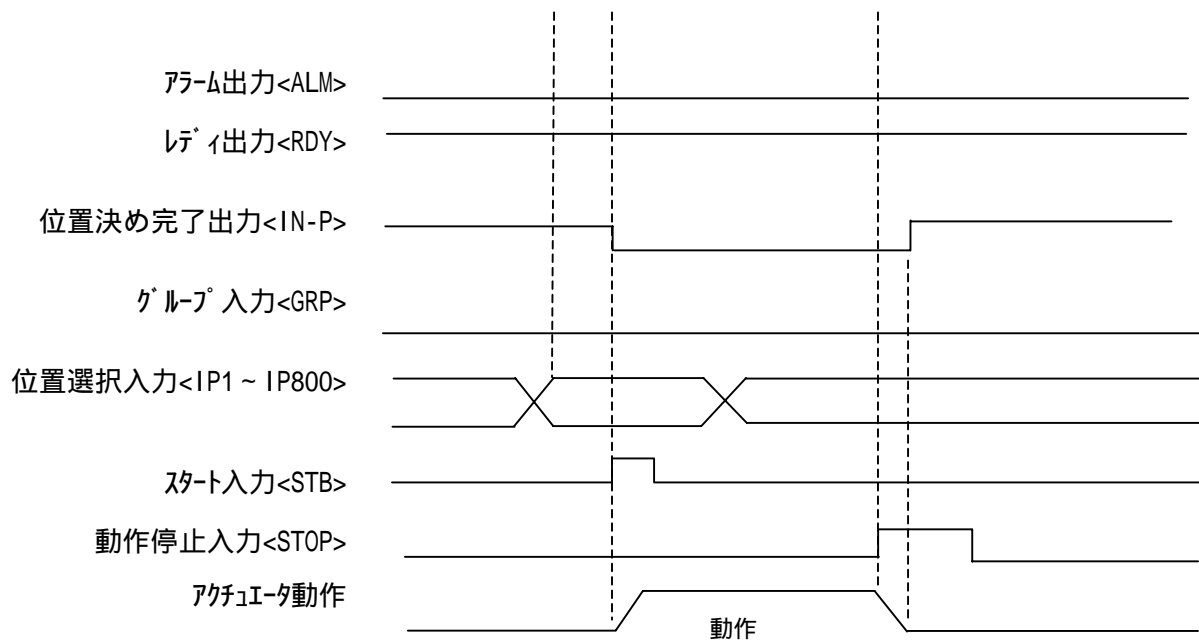 ｱﾗｰﾑ出力<ALM>
ﾚﾃﾞｨ出力<RDY>
位置決め完了出力<IN-P>
ｸﾞﾙｰﾌﾟ入力<GRP>
位置選択入力<IP1～IP800>
ｽﾀｰﾄ入力<STB>
動作停止入力<STOP>
ｱｸﾁｭｴｰﾀ動作
動作